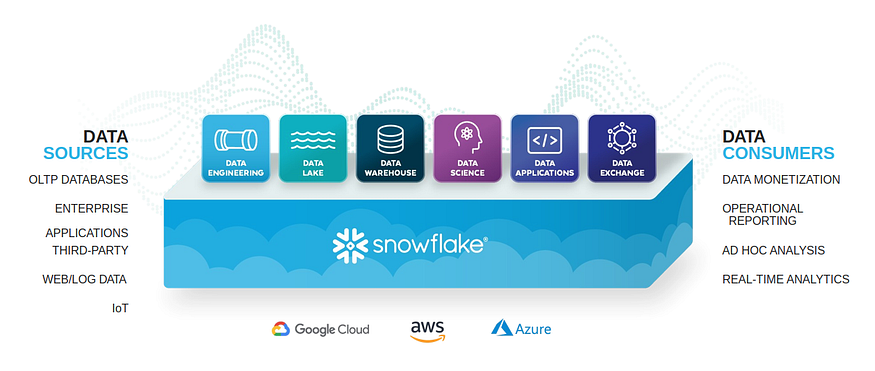 DATA
SOURCES
OLTP DATABASES
ENTERPRISE
APPLICATIONS
THIRD-PARTY
WEB/LOG DATA
IoT
DATA
ENGINEERING
DATA
LAKE
DATA
WAREHOUSE
DATA
SCIENCE
DATA
APPLICATIONS
DATA
EXCHANGE
snowflake®
Google Cloud
aws
Azure
DATA
CONSUMERS
DATA MONETIZATION
OPERATIONAL
REPORTING
AD HOC ANALYSIS
REAL-TIME ANALYTICS